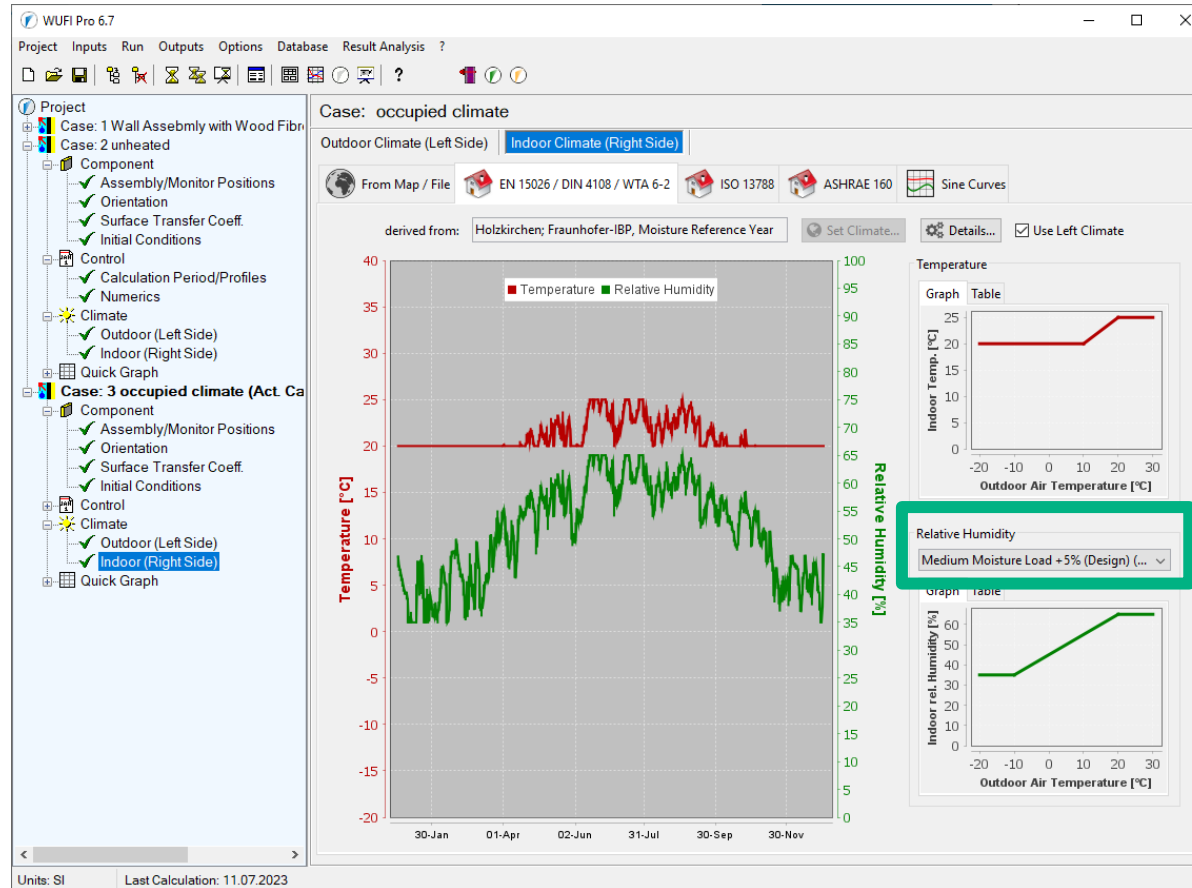 WUFI Pro 6.7
Project Inputs Run Outputs Options Database Result Analysis ?
Project
Case: 1 Wall Assebmly with Wood Fibr
Case: 2 unheated
Component
Assembly/Monitor Positions
Orientation
Surface Transfer Coeff.
Initial Conditions
Control
Calculation Period/Profiles
Numerics
Climate
Outdoor (Left Side)
Indoor (Right Side)
Quick Graph
Case: 3 occupied climate (Act. Ca
Component
Assembly/Monitor Positions
Orientation
Surface Transfer Coeff.
Initial Conditions
Control
Climate
Outdoor (Left Side)
Indoor (Right Side)
Quick Graph
Case: occupied climate
Outdoor Climate (Left Side) Indoor Climate (Right Side)
From Map / File EN 15026 / DIN 4108 / WTA 6-2 ISO 13788 ASHRAE 160 Sine Curves
derived from: Holzkirchen; Fraunhofer-IBP, Moisture Reference Year Set Climate... Details... Use Left Climate
Temperature Relative Humidity
Temperature [°C]
40
35
30
25
20
15
10
5
0
-5
-10
-15
-20
100
95
90
85
80
75
70
65
60
55
50
45
40
35
30
25
20
15
10
5
0
Relative Humidity [%]
30-Jan 01-Apr 02-Jun 31-Jul 30-Sep 30-Nov
Temperature
Graph Table
Indoor Temp. [°C]
25
20
15
10
5
0
-20 -10 0 10 20 30
Outdoor Air Temperature [°C]
Relative Humidity
Medium Moisture Load +5% (Design) (...
Graph Table
Indoor rel. Humidity [%]
60
50
40
30
20
10
0
-20 -10 0 10 20 30
Outdoor Air Temperature [°C]
Units: SI Last Calculation: 11.07.2023